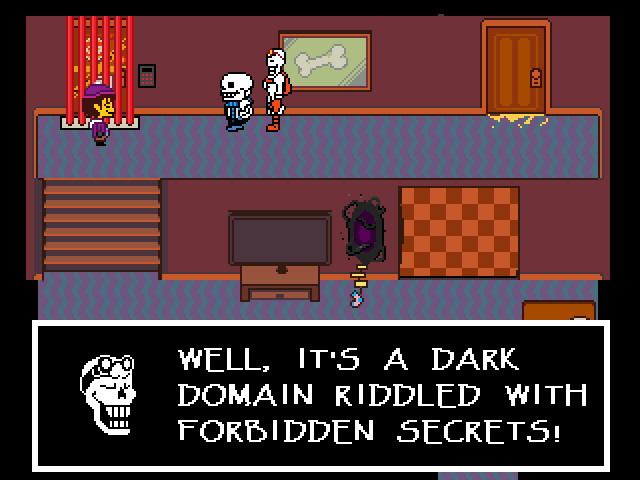 WELL, IT'S A DARK
DOMAIN RIDDLED WITH
FORBIDDEN SECRETS!